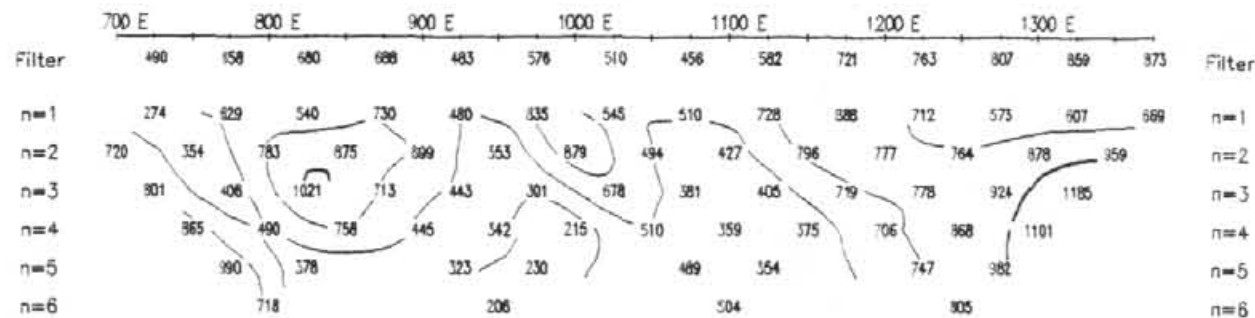 700 E 800 E 900 E 1000 E 1100 E 1200 E 1300 E
Filter 490 658 680 688 483 576 510 456 582 721 763 807 859 873 Filter
n=1 274 629 540 730 480 835 545 510 728 888 712 573 607 669 n=1
n=2 720 354 783 875 899 553 879 494 427 796 777 764 878 959 n=2
n=3 801 406 1021 713 443 301 678 381 405 719 778 924 1185 n=3
n=4 865 490 758 445 342 215 510 359 375 706 868 1101 n=4
n=5 990 378 323 230 489 354 747 982 n=5
n=6 718 206 504 805 n=6